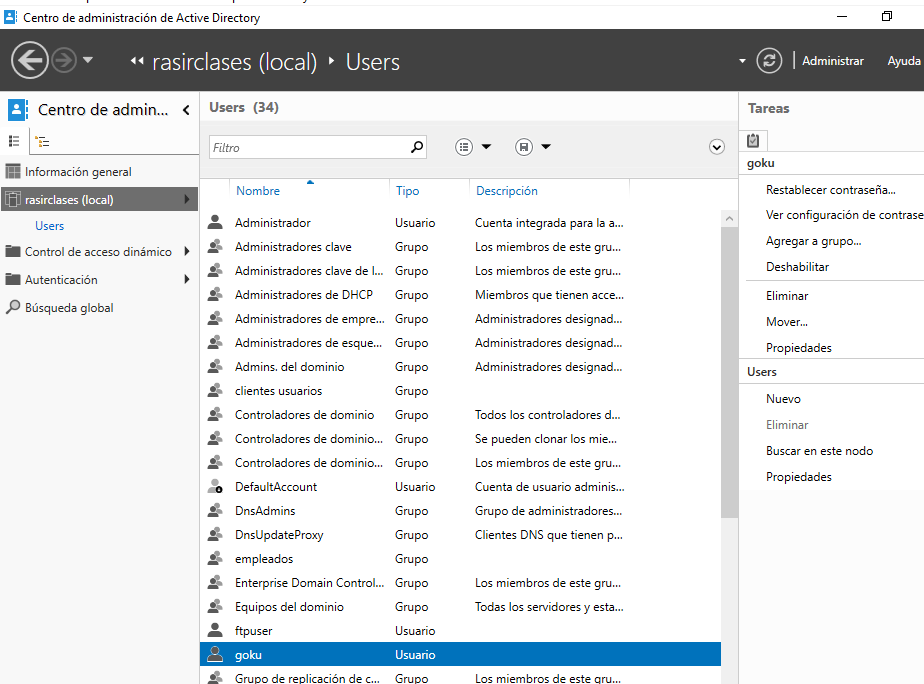 Centro de administración de Active Directory
rasirclases (local) Users
Administrar
Ayuda
Centro de admin...
Información general
rasirclases (local)
Users
Control de acceso dinámico
Autenticación
Búsqueda global
Users (34)
Filtro
Nombre Tipo Descripción
Administrador Usuario Cuenta integrada para la a...
Administradores clave Grupo Los miembros de este gru...
Administradores clave de l... Grupo Los miembros de este gru...
Administradores de DHCP Grupo Miembros que tienen acce...
Administradores de empre... Grupo Administradores designad...
Administradores de esque... Grupo Administradores designad...
Admins. del dominio Grupo Administradores designad...
clientes usuarios Grupo
Controladores de dominio Grupo Todos los controladores d...
Controladores de dominio... Grupo Se pueden clonar los mie...
Controladores de dominio... Grupo Los miembros de este gru...
DefaultAccount Usuario Cuenta de usuario adminis...
DnsAdmins Grupo Grupo de administradores...
DnsUpdateProxy Grupo Clientes DNS que tienen p...
empleados Grupo
Enterprise Domain Control... Grupo Los miembros de este gru...
Equipos del dominio Grupo Todas los servidores y esta...
ftpuser Usuario
goku Usuario
Grupo de replicación de c... Grupo Los miembros de este gru...
Tareas
goku
Restablecer contraseña...
Ver configuración de contrase
Agregar a grupo...
Deshabilitar
Eliminar
Mover...
Propiedades
Users
Nuevo
Eliminar
Buscar en este nodo
Propiedades